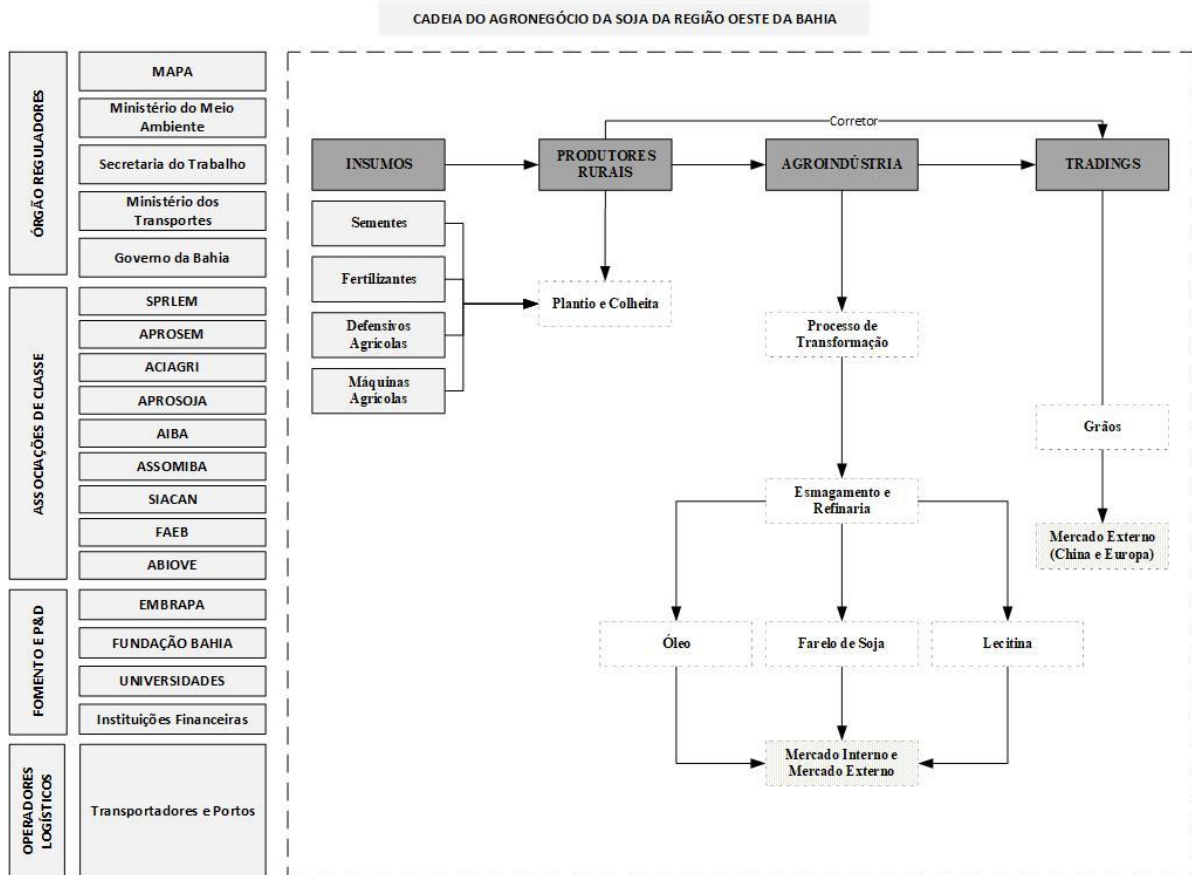 CADEIA DO AGRONEGÓCIO DA SOJA DA REGIÃO OESTE DA BAHIA
ÓRGÃO REGULADORES
MAPA
Ministério do Meio
Ambiente
Secretaria do Trabalho
Ministério dos
Transportes
Governo da Bahia
ASSOCIAÇÕES DE CLASSE
SPRLEM
APROSEM
ACIAGRI
APROSOJA
AIBA
ASSOMIBA
SIACAN
FAEB
ABIOVE
FOMENTO E P&D
EMBRAPA
FUNDAÇÃO BAHIA
UNIVERSIDADES
Instituições Financeiras
OPERADORES
LOGÍSTICOS
Transportadores e Portos
Corretor
INSUMOS
PRODUTORES
RURAIS
AGROINDÚSTRIA
TRADINGS
Sementes
Fertilizantes
Defensivos
Agrícolas
Máquinas
Agrícolas
Plantio e Colheita
Processo de
Transformação
Grãos
Esmagamento e
Refinaria
Mercado Externo
(China e Europa)
Óleo
Farelo de Soja
Lecitina
Mercado Interno e
Mercado Externo